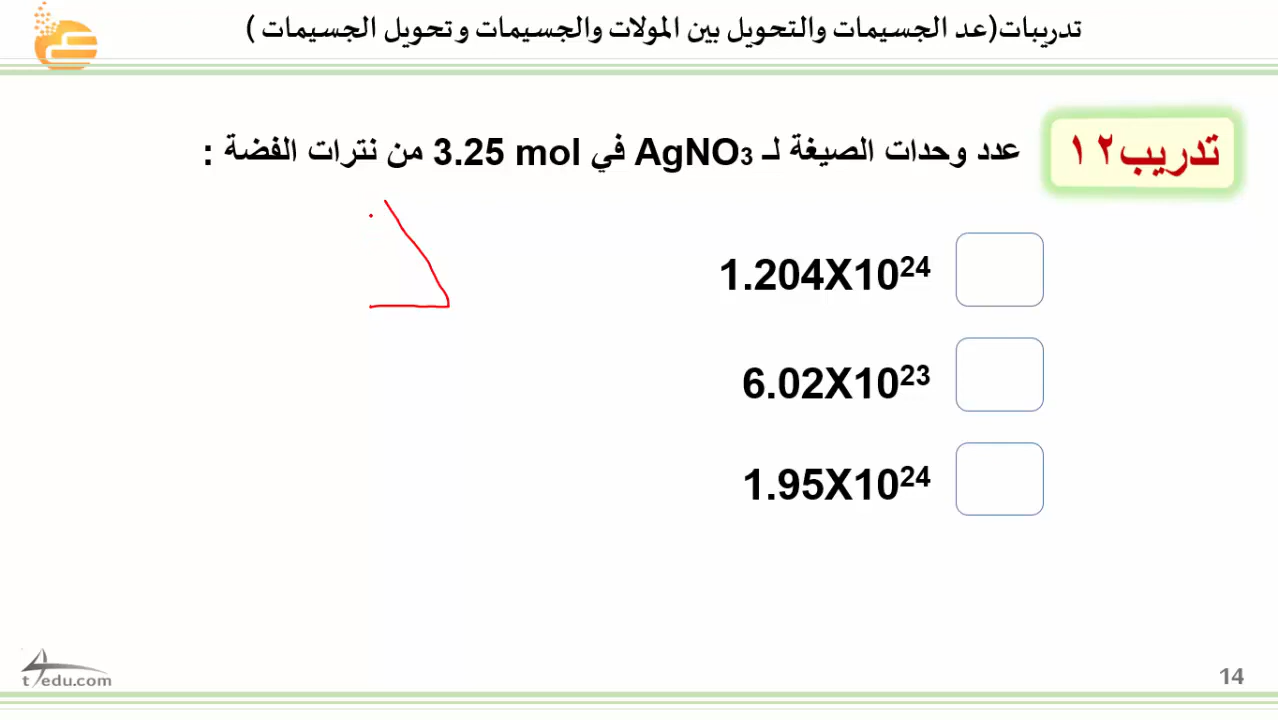 تدريبات(عد الجسيمات والتحويل بين المولات والجسيمات وتحويل الجسيمات )
تدريب١٢
عدد وحدات الصيغة لـ AgNO₃ في 3.25 mol من نترات الفضة :
1.204X10²⁴
6.02X10²³
1.95X10²⁴
t4edu.com
14